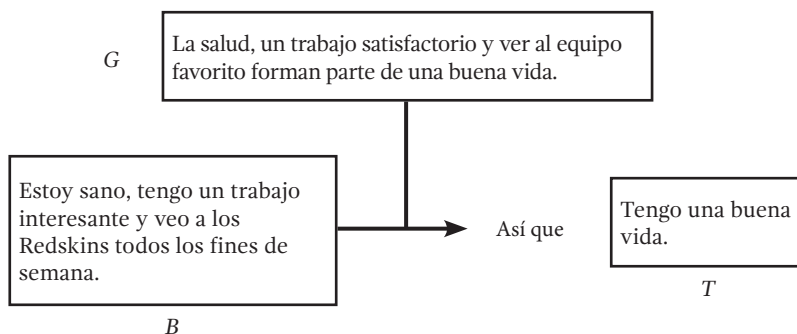 G
La salud, un trabajo satisfactorio y ver al equipo
favorito forman parte de una buena vida.
Estoy sano, tengo un trabajo
interesante y veo a los
Redskins todos los fines de
semana.
B
Así que
Tengo una buena
vida.
T